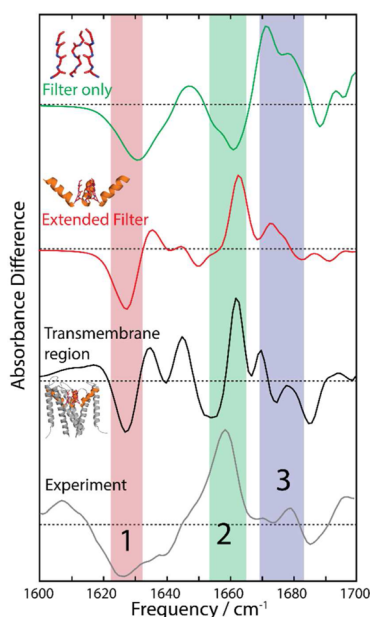 Filter only
Extended Filter
Transmembrane
region
Experiment
1
2
3
Absorbance Difference
1600
1620
1640
1660
1680
1700
Frequency / cm⁻¹